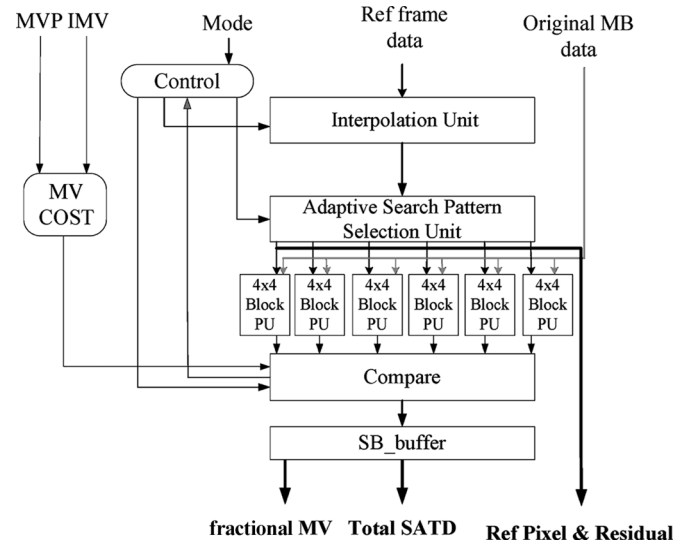 MVP IMV
Mode
Ref frame
data
Original MB
data
Control
Interpolation Unit
MV
COST
Adaptive Search Pattern
Selection Unit
4x4
Block
PU
4x4
Block
PU
4x4
Block
PU
4x4
Block
PU
4x4
Block
PU
4x4
Block
PU
Compare
SB_buffer
fractional MV
Total SATD
Ref Pixel & Residual